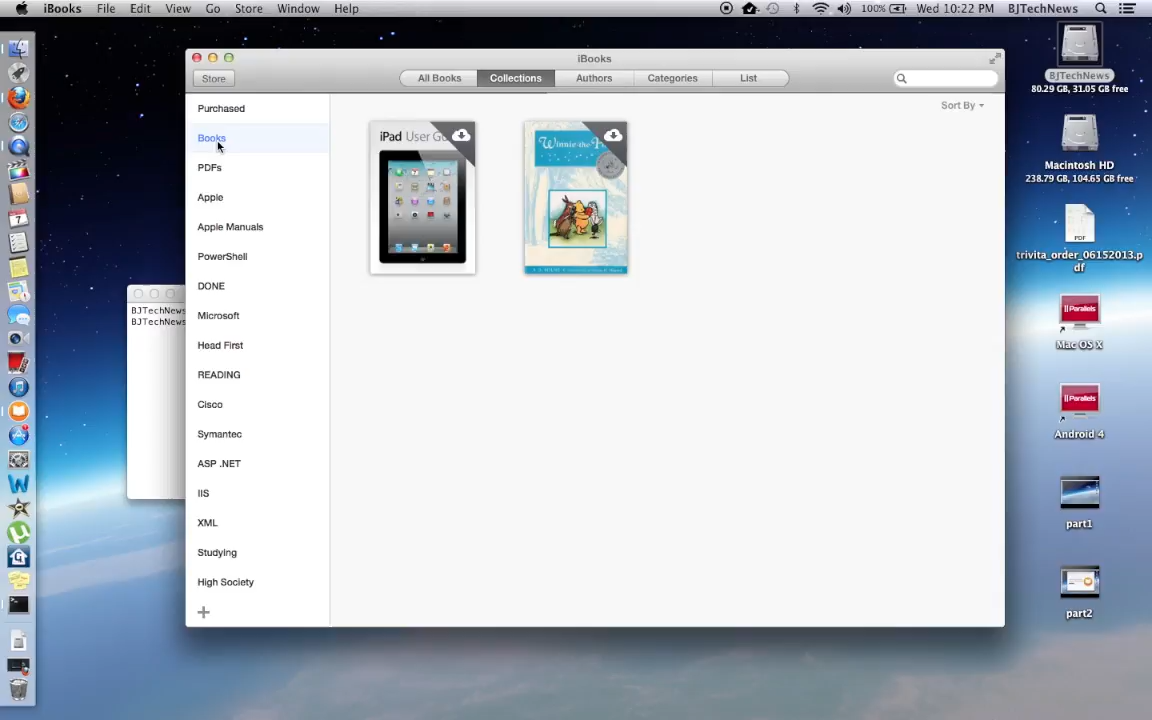 iBooks File Edit View Go Store Window Help 100% Wed 10:22 PM BJTechNews
iBooks
Store
All Books Collections Authors Categories List
Sort By
Purchased
Books
PDFs
Apple
Apple Manuals
PowerShell
DONE
Microsoft
Head First
READING
Cisco
Symantec
ASP .NET
IIS
XML
Studying
High Society
iPad User
Winnie-the-
BJTechNews
BJTechNews
7
BJTechNews
80.29 GB, 31.05 GB free
Macintosh HD
238.79 GB, 104.65 GB free
PDF
trivita_order_06152013.p
df
Parallels
Mac OS X
Parallels
Android 4
part1
part2